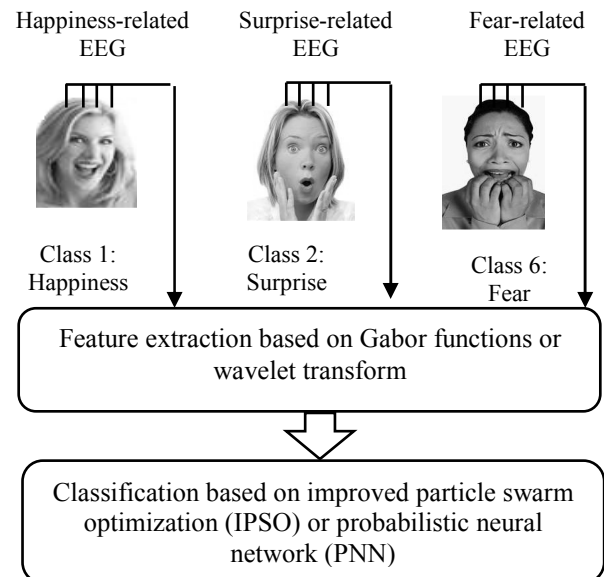 Happiness-related
EEG
Surprise-related
EEG
Fear-related
EEG
Class 1:
Happiness
Class 2:
Surprise
Class 6:
Fear
Feature extraction based on Gabor functions or
wavelet transform
Classification based on improved particle swarm
optimization (IPSO) or probabilistic neural
network (PNN)